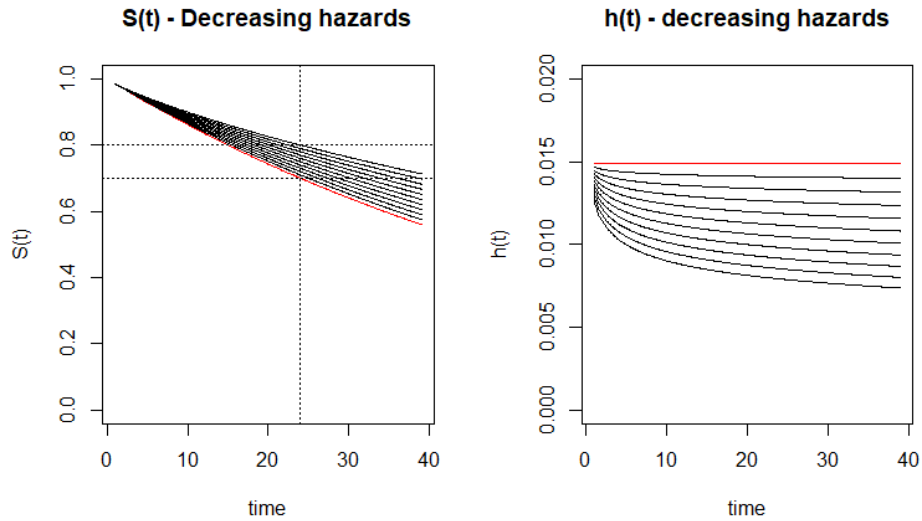 S(t) - Decreasing hazards
S(t)
1.0
0.8
0.6
0.4
0.2
0.0
0 10 20 30 40
time
h(t) - decreasing hazards
h(t)
0.020
0.015
0.010
0.005
0.000
0 10 20 30 40
time